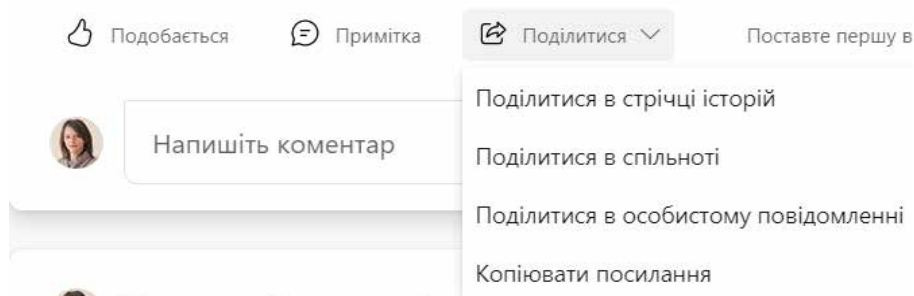 Подобається Примітка Поділитися Поставте першу в
Поділитися в стрічці історій
Напишіть коментар
Поділитися в спільноті
Поділитися в особистому повідомленні
Копіювати посилання